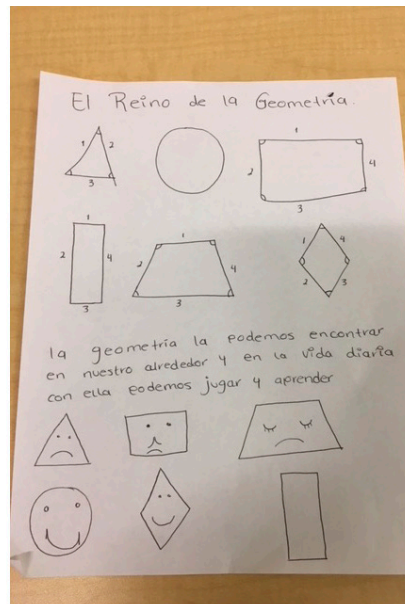 El Reino de la Geometría.
1 2 3
1 2 3 4
1 2 3 4
1 2 3 4
1 2 3 4
la geometría la podemos encontrar
en nuestro alrededor y en la vida diaria
con ella podemos jugar y aprender